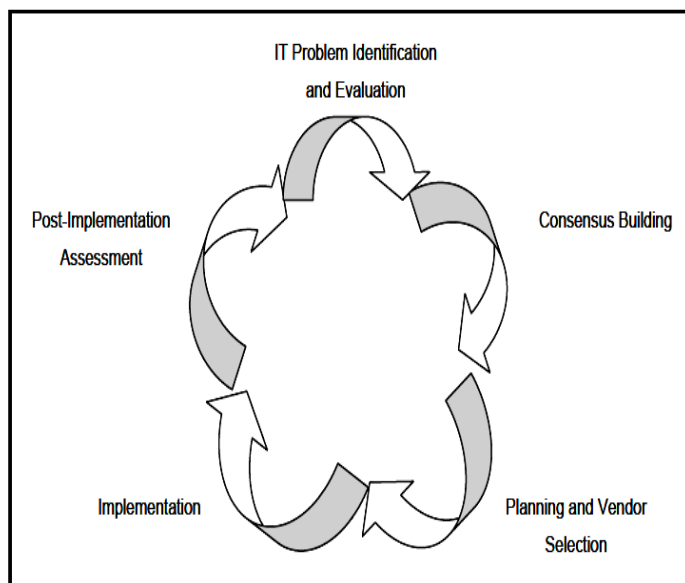 IT Problem Identification
and Evaluation
Post-Implementation
Assessment
Consensus Building
Implementation
Planning and Vendor
Selection